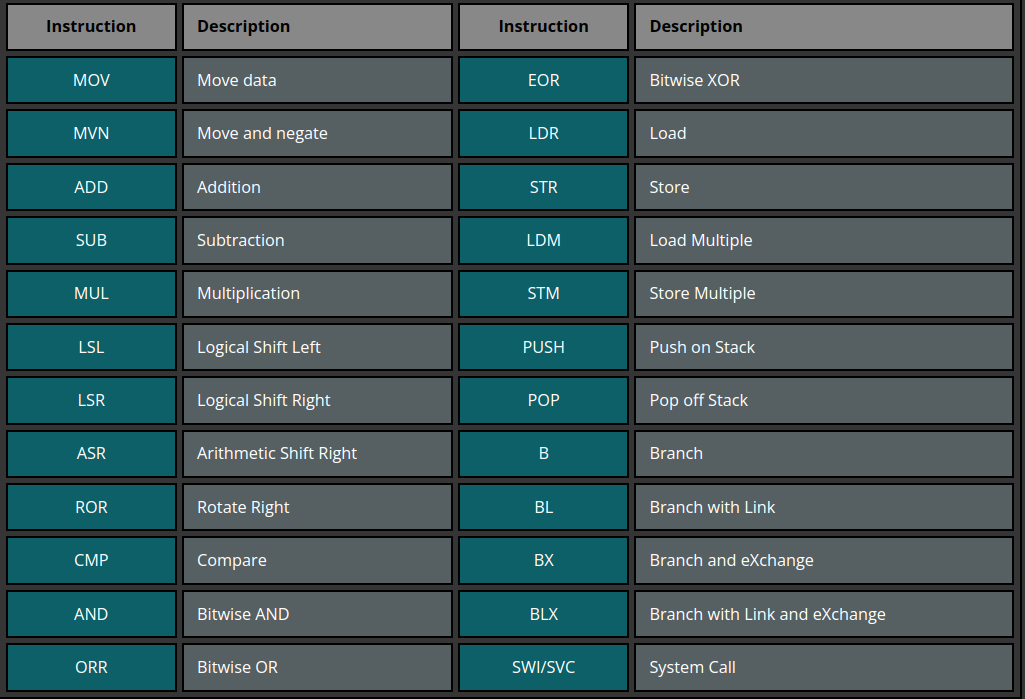 Instruction Description Instruction Description
MOV Move data EOR Bitwise XOR
MVN Move and negate LDR Load
ADD Addition STR Store
SUB Subtraction LDM Load Multiple
MUL Multiplication STM Store Multiple
LSL Logical Shift Left PUSH Push on Stack
LSR Logical Shift Right POP Pop off Stack
ASR Arithmetic Shift Right B Branch
ROR Rotate Right BL Branch with Link
CMP Compare BX Branch and eXchange
AND Bitwise AND BLX Branch with Link and eXchange
ORR Bitwise OR SWI/SVC System Call